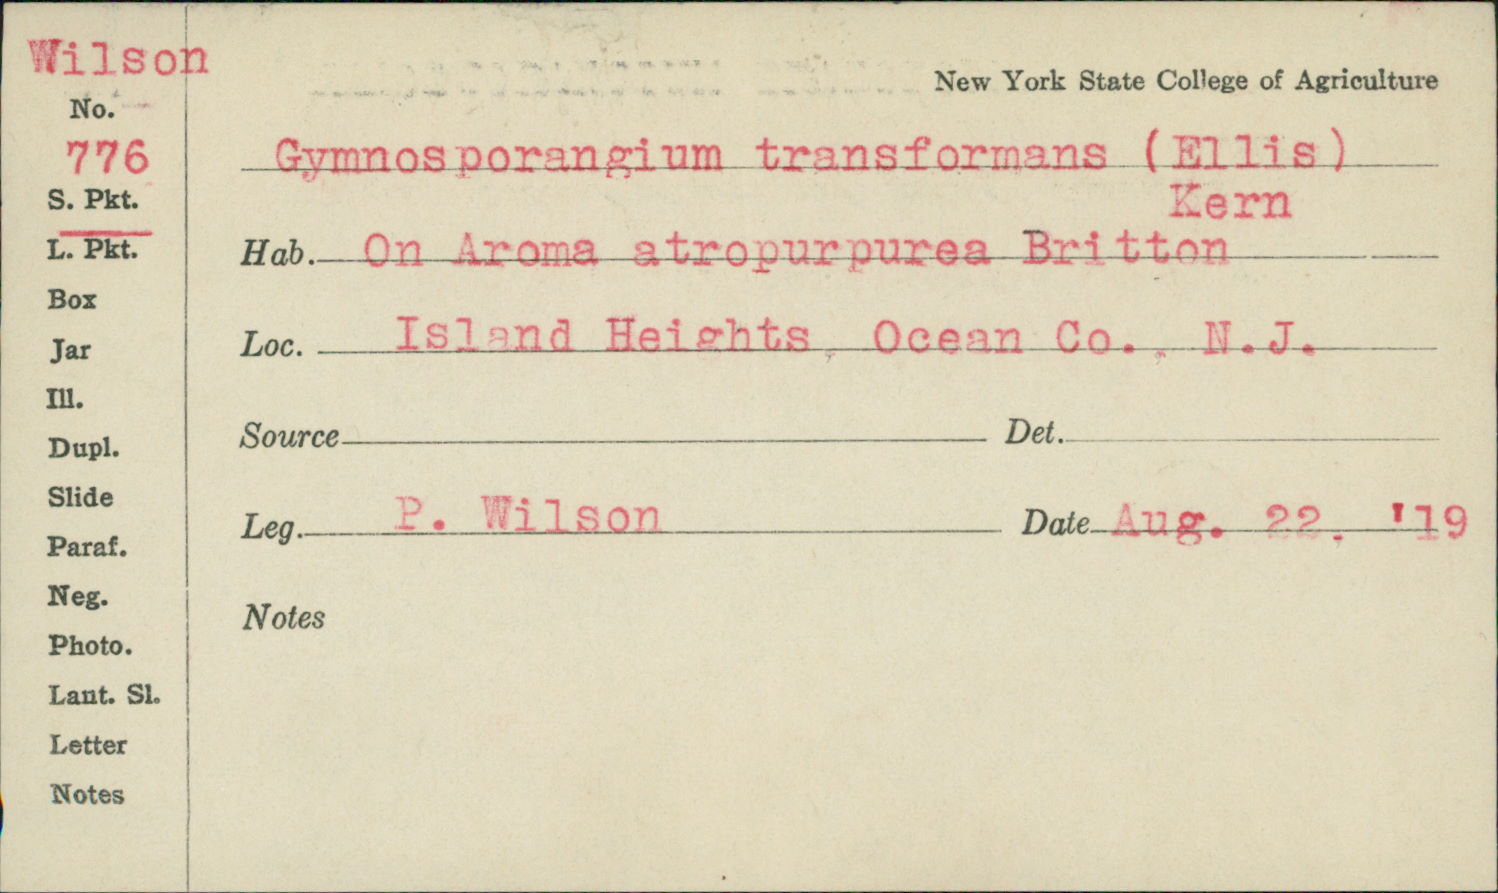 Wilson
No.
776
S. Pkt.
L. Pkt.
Box
Jar
Ill.
Dupl.
Slide
Paraf.
Neg.
Photo.
Lant. Sl.
Letter
Notes
New York State College of Agriculture
Gymnosporangium transformans (Ellis)
Kern
Hab. On Aroma atropurpurea Britton
Loc. Island Heights, Ocean Co., N.J.
Source Det.
Leg. P. Wilson Date Aug. 22, '19
Notes